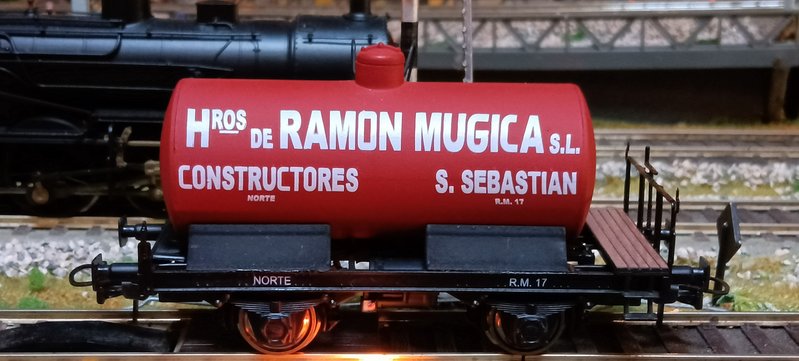 HROS DE RAMON MUGICA S.L.
CONSTRUCTORES S. SEBASTIAN
NORTE R.M. 17
NORTE R.M. 17